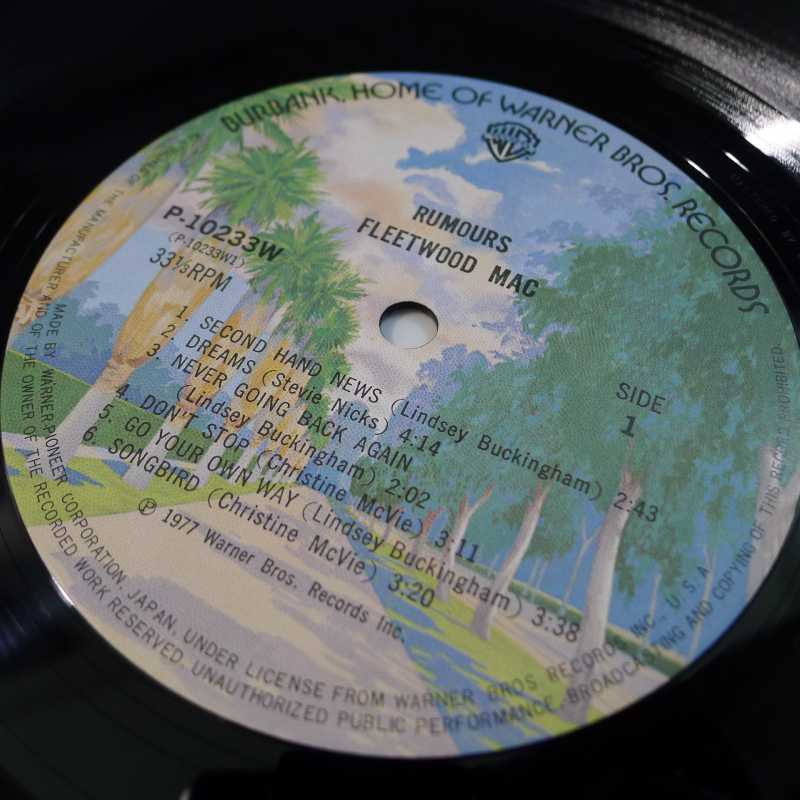 BURBANK, HOME OF WARNER BROS. RECORDS
RUMOURS
FLEETWOOD MAC
P-10233W
(P-10233W1)
33⅓RPM
SIDE
1
1. SECOND HAND NEWS (Lindsey Buckingham) 2:43
2. DREAMS (Stevie Nicks) 4:14
3. NEVER GOING BACK AGAIN
(Lindsey Buckingham) 2:02
4. DON'T STOP (Christine McVie) 3:11
5. GO YOUR OWN WAY (Lindsey Buckingham) 3:38
6. SONGBIRD (Christine McVie) 3:20
℗ 1977 Warner Bros. Records Inc.
MADE BY WARNER-PIONEER CORPORATION, JAPAN, UNDER LICENSE FROM WARNER BROS RECORDS INC., U.S.A.
OF THE MANUFACTURER AND OF THE OWNER OF THE RECORDED WORK RESERVED. UNAUTHORIZED PUBLIC PERFORMANCE, BROADCASTING AND COPYING OF THIS RECORD PROHIBITED